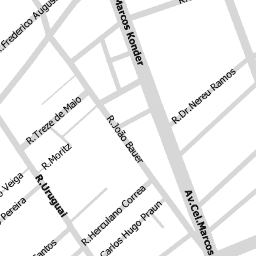 R.Frederico Augus
Marcos Konder
R.Dr.Nereu Ramos
R.Treze de Maio
R.João Bauer
R.Moritz
Veiga
R.Uruguai
Pereira
R.Herculano Correa
Carlos Hugo Praun
Av.Cel.Marcos
antos